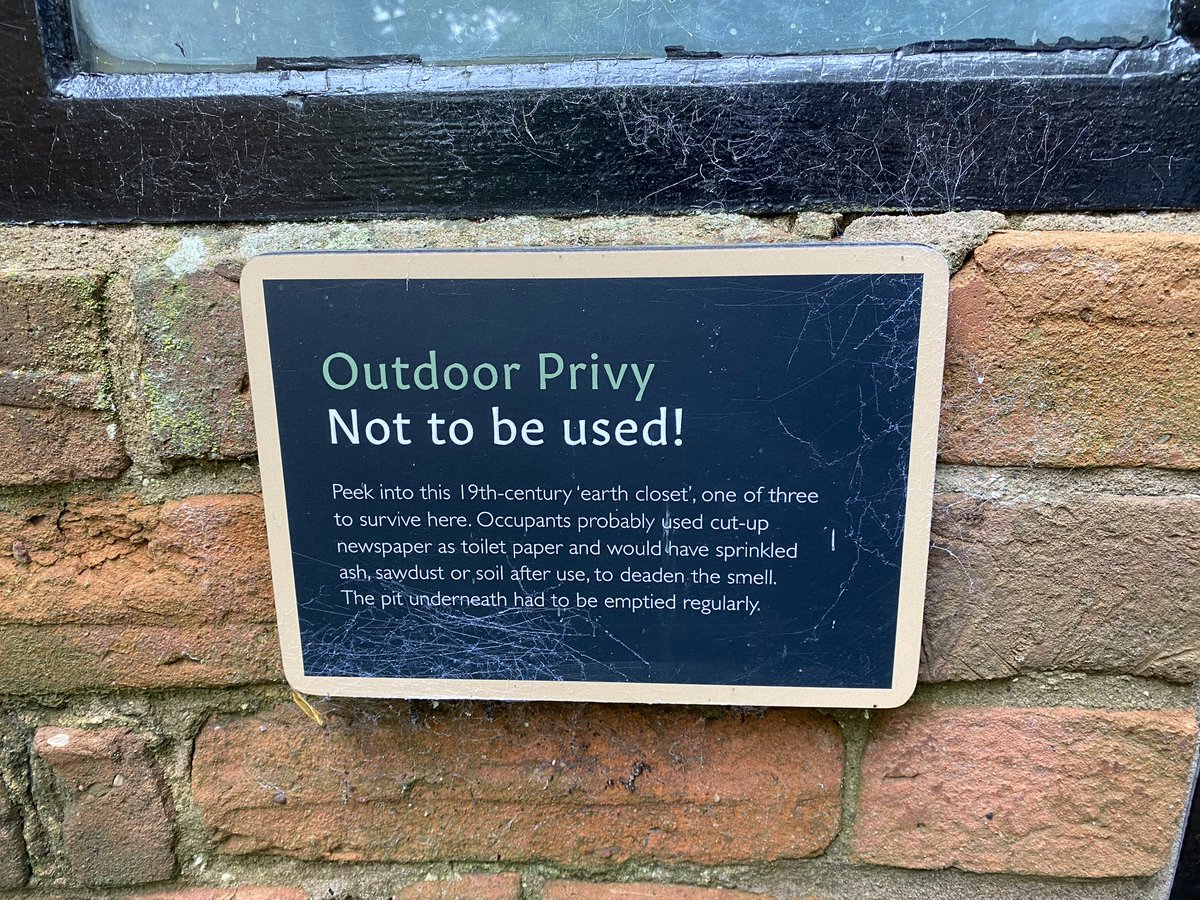 Outdoor Privy
Not to be used!
Peek into this 19th-century ‘earth closet’, one of three
to survive here. Occupants probably used cut-up
newspaper as toilet paper and would have sprinkled
ash, sawdust or soil after use, to deaden the smell.
The pit underneath had to be emptied regularly.